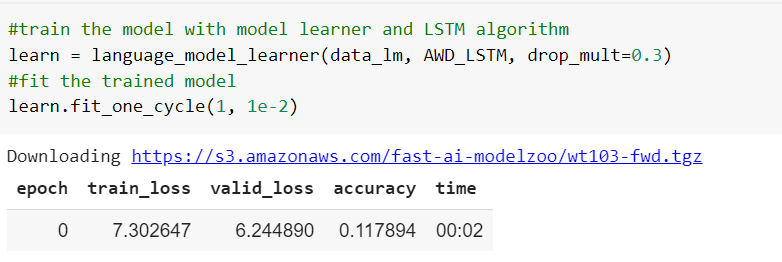 #train the model with model learner and LSTM algorithm
learn = language_model_learner(data_lm, AWD_LSTM, drop_mult=0.3)
#fit the trained model
learn.fit_one_cycle(1, 1e-2)
Downloading https://s3.amazonaws.com/fast-ai-modelzoo/wt103-fwd.tgz
epoch train_loss valid_loss accuracy time
0 7.302647 6.244890 0.117894 00:02